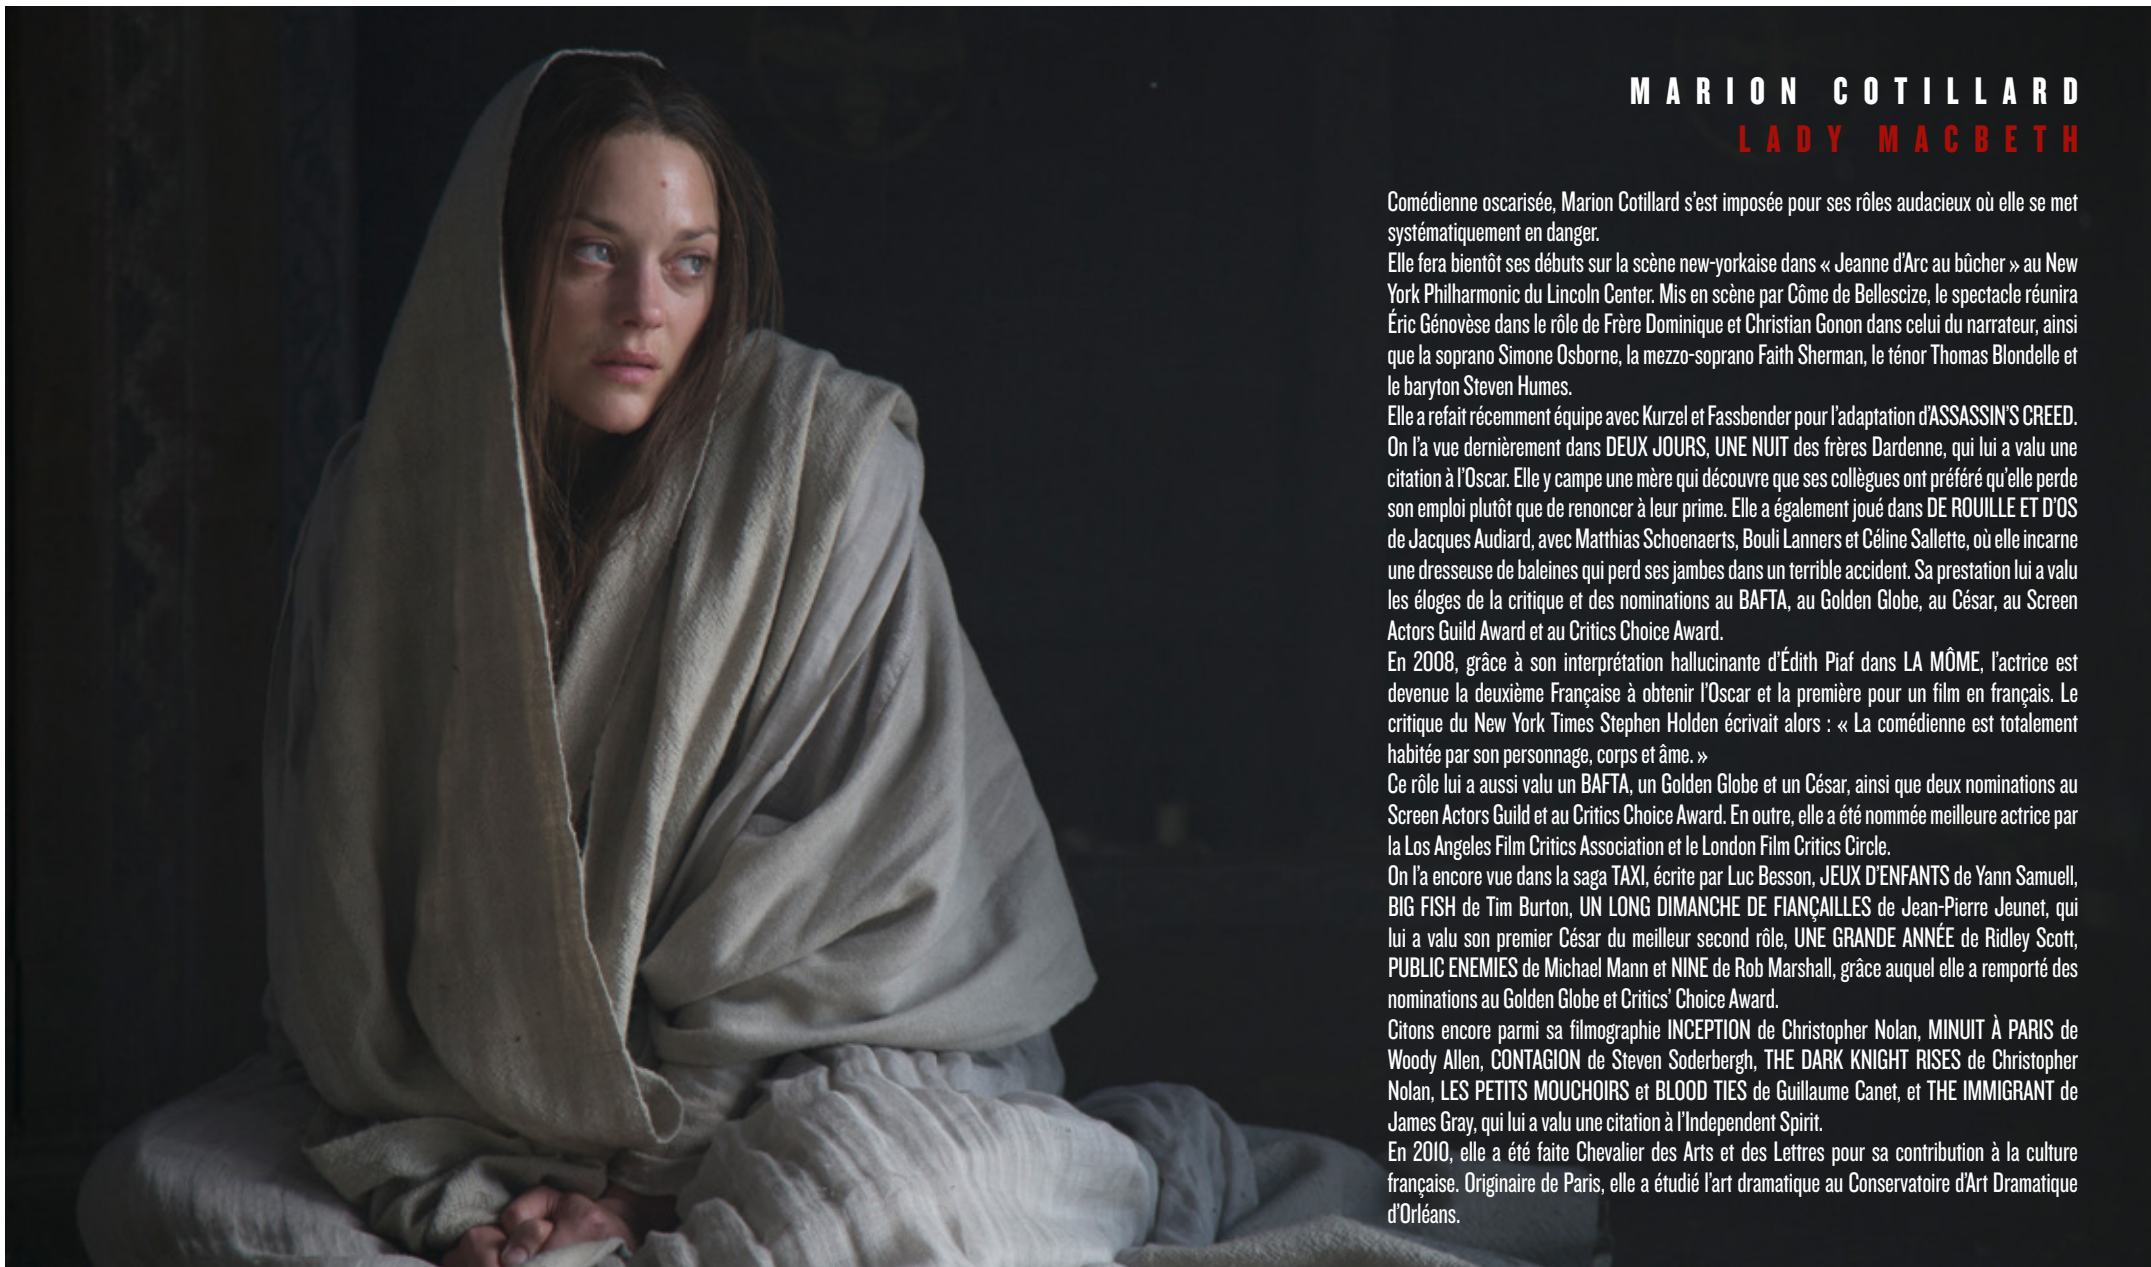 MARION COTILLARD
LADY MACBETH
Comédienne oscarisée, Marion Cotillard s’est imposée pour ses rôles audacieux où elle se met
systématiquement en danger.
Elle fera bientôt ses débuts sur la scène new-yorkaise dans « Jeanne d’Arc au bûcher » au New
York Philharmonic du Lincoln Center. Mis en scène par Côme de Bellescize, le spectacle réunira
Éric Génovèse dans le rôle de Frère Dominique et Christian Gonon dans celui du narrateur, ainsi
que la soprano Simone Osborne, la mezzo-soprano Faith Sherman, le ténor Thomas Blondelle et
le baryton Steven Humes.
Elle a refait récemment équipe avec Kurzel et Fassbender pour l’adaptation d’ASSASSIN’S CREED.
On l’a vue dernièrement dans DEUX JOURS, UNE NUIT des frères Dardenne, qui lui a valu une
citation à l’Oscar. Elle y campe une mère qui découvre que ses collègues ont préféré qu’elle perde
son emploi plutôt que de renoncer à leur prime. Elle a également joué dans DE ROUILLE ET D’OS
de Jacques Audiard, avec Matthias Schoenaerts, Bouli Lanners et Céline Sallette, où elle incarne
une dresseuse de baleines qui perd ses jambes dans un terrible accident. Sa prestation lui a valu
les éloges de la critique et des nominations au BAFTA, au Golden Globe, au César, au Screen
Actors Guild Award et au Critics Choice Award.
En 2008, grâce à son interprétation hallucinante d’Édith Piaf dans LA MÔME, l’actrice est
devenue la deuxième Française à obtenir l’Oscar et la première pour un film en français. Le
critique du New York Times Stephen Holden écrivait alors : « La comédienne est totalement
habitée par son personnage, corps et âme. »
Ce rôle lui a aussi valu un BAFTA, un Golden Globe et un César, ainsi que deux nominations au
Screen Actors Guild et au Critics Choice Award. En outre, elle a été nommée meilleure actrice par
la Los Angeles Film Critics Association et le London Film Critics Circle.
On l’a encore vue dans la saga TAXI, écrite par Luc Besson, JEUX D’ENFANTS de Yann Samuell,
BIG FISH de Tim Burton, UN LONG DIMANCHE DE FIANÇAILLES de Jean-Pierre Jeunet, qui
lui a valu son premier César du meilleur second rôle, UNE GRANDE ANNÉE de Ridley Scott,
PUBLIC ENEMIES de Michael Mann et NINE de Rob Marshall, grâce auquel elle a remporté des
nominations au Golden Globe et Critics’ Choice Award.
Citons encore parmi sa filmographie INCEPTION de Christopher Nolan, MINUIT À PARIS de
Woody Allen, CONTAGION de Steven Soderbergh, THE DARK KNIGHT RISES de Christopher
Nolan, LES PETITS MOUCHOIRS et BLOOD TIES de Guillaume Canet, et THE IMMIGRANT de
James Gray, qui lui a valu une citation à l’Independent Spirit.
En 2010, elle a été faite Chevalier des Arts et des Lettres pour sa contribution à la culture
française. Originaire de Paris, elle a étudié l’art dramatique au Conservatoire d’Art Dramatique
d’Orléans.